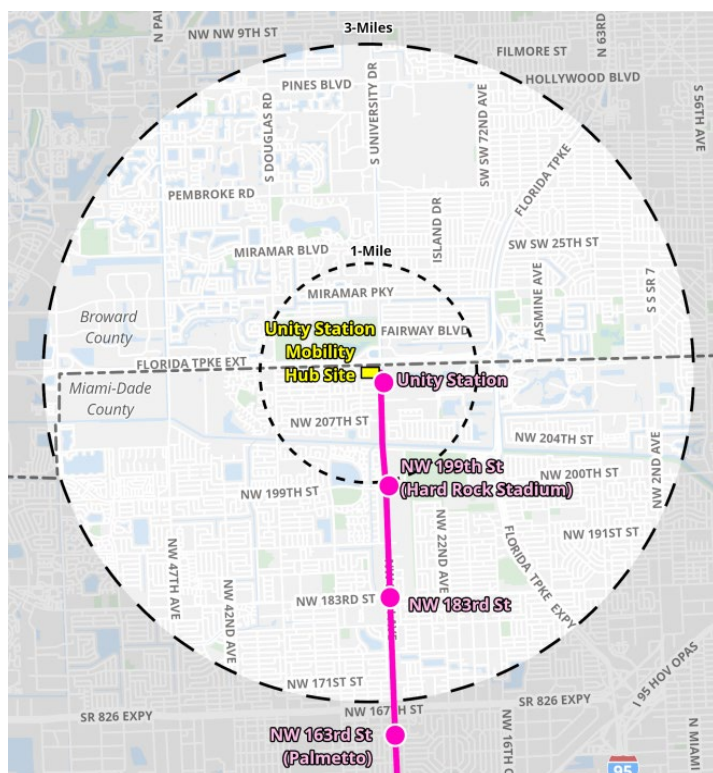 3-Miles
N PAI
NW NW 9TH ST
FILMORE ST
N 63RD
HOLLYWOOD BLVD
PINES BLVD
S DOUGLAS RD
S UNIVERSITY DR
SW SW 72ND AVE
S 56TH AVE
FLORIDA TPKE
PEMBROKE RD
ISLAND DR
SW SW 25TH ST
MIRAMAR BLVD
1-Mile
JASMINE AVE
S S SR 7
MIRAMAR PKY
Broward
County
Unity Station
Mobility
Hub Site
FAIRWAY BLVD
FLORIDA TPKE EXT
Miami-Dade
County
Unity Station
NW 207TH ST
NW 204TH ST
NW 2ND AVE
NW 199th St
(Hard Rock Stadium)
NW 200TH ST
NW 199TH ST
NW 191ST ST
NW 47TH AVE
NW 42ND AVE
NW 22ND AVE
FLORIDA TPKE EXPY
NW 183RD ST
NW 183rd St
NW 171ST ST
I 95 HOV OPAS
SR 826 EXPY
NW 167TH ST
SR 826 EXPY
NW 163rd St
(Palmetto)
NW 16TH C
N MIAMI
95